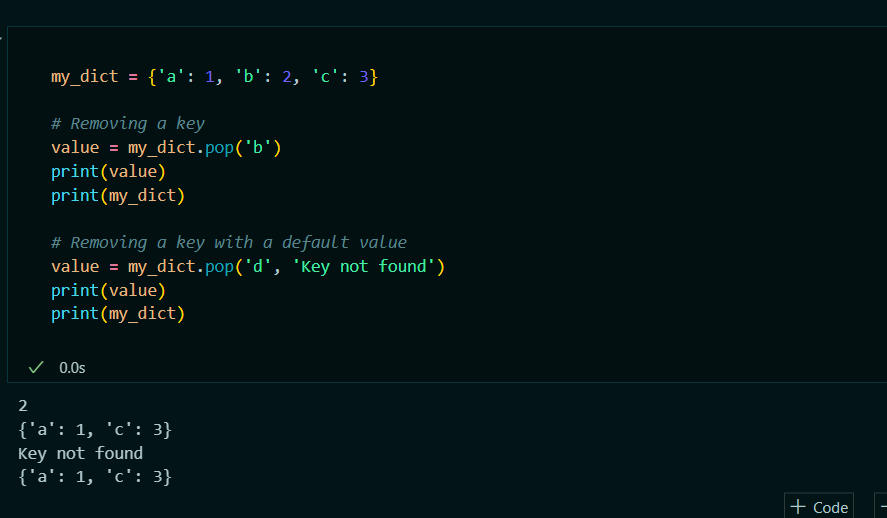 my_dict = {'a': 1, 'b': 2, 'c': 3}
# Removing a key
value = my_dict.pop('b')
print(value)
print(my_dict)
# Removing a key with a default value
value = my_dict.pop('d', 'Key not found')
print(value)
print(my_dict)
0.0s
2
{'a': 1, 'c': 3}
Key not found
{'a': 1, 'c': 3}
+ Code